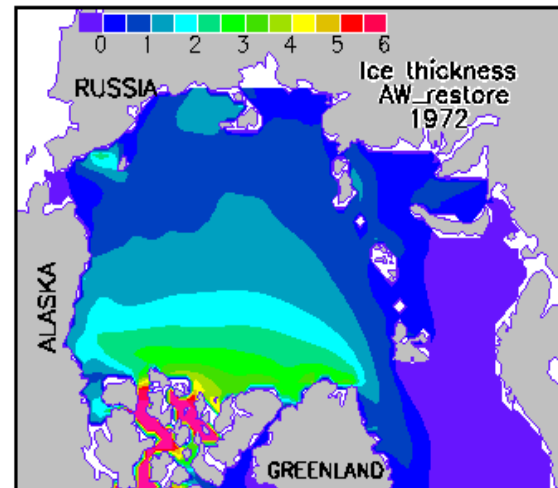 0 1 2 3 4 5 6
RUSSIA
Ice thickness
AW_restore
1972
ALASKA
GREENLAND